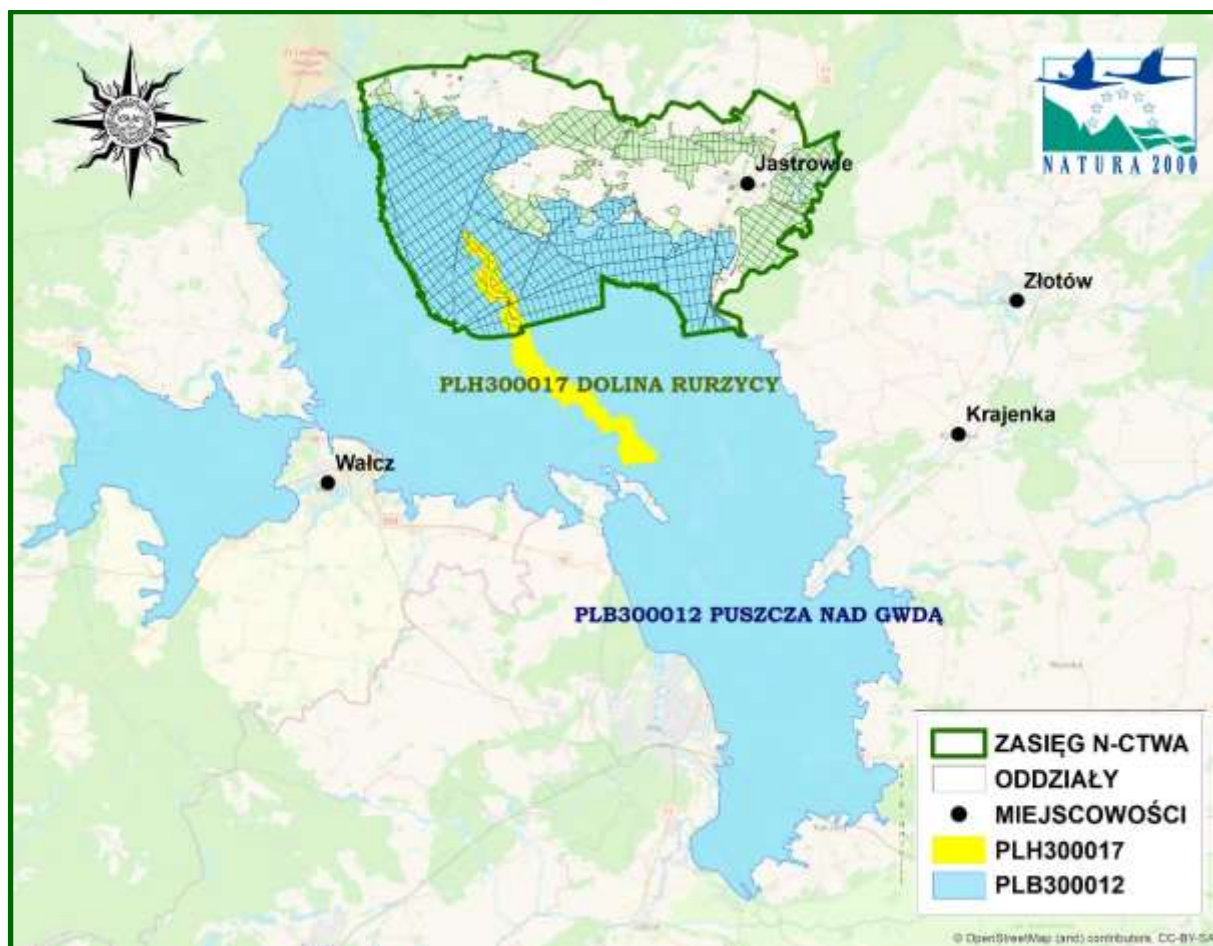 NATURA 2000
Jastrowie
Złotów
PLH300017 DOLINA RURZYCY
Krajenka
Wałcz
PLB300012 PUSZCZA NAD GWDĄ
ZASIĘG N-CTWA
ODDZIAŁY
MIEJSCOWOŚCI
PLH300017
PLB300012
© OpenStreetMap (and) contributors, CC-BY-SA